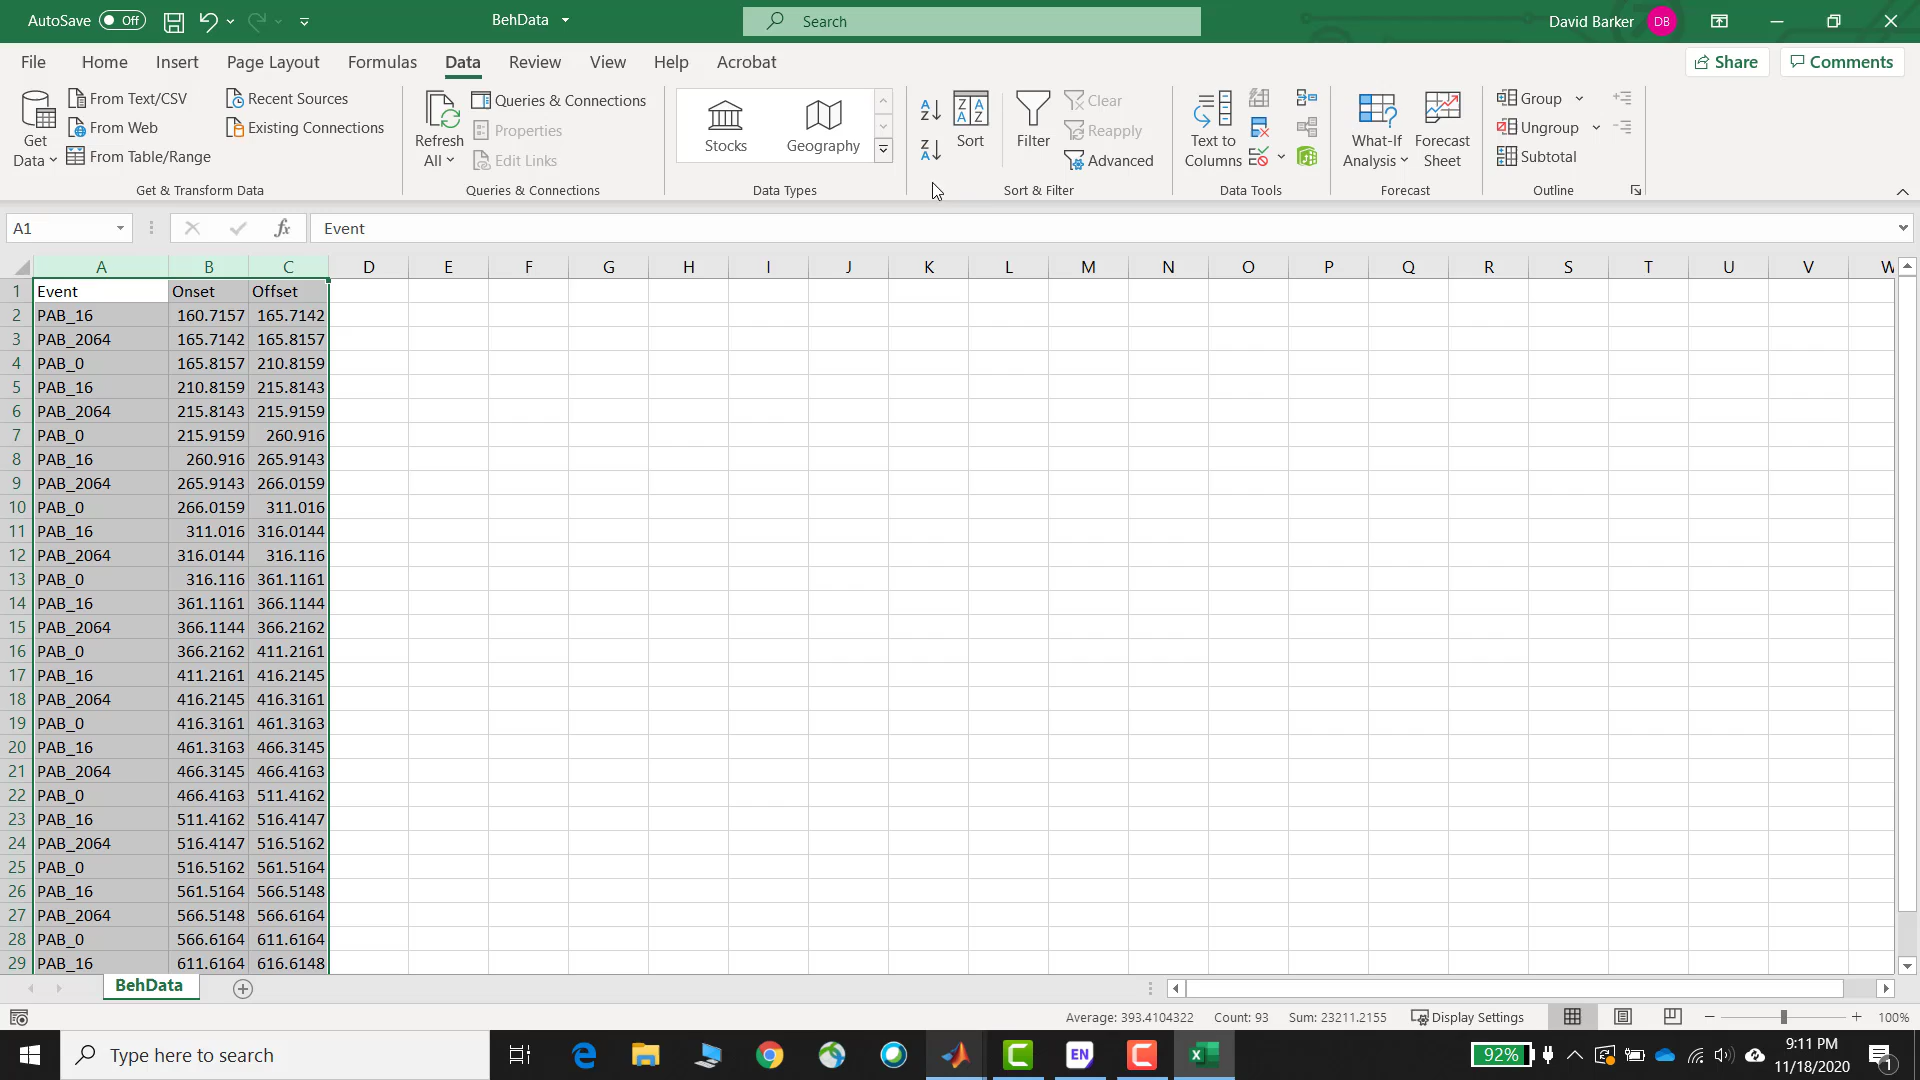 AutoSave Off BehData Search David Barker DB
File Home Insert Page Layout Formulas Data Review View Help Acrobat Share Comments
Get Data
From Text/CSV
From Web
From Table/Range
Recent Sources
Existing Connections
Get & Transform Data
Refresh All
Queries & Connections
Properties
Edit Links
Queries & Connections
Stocks Geography
Data Types
Sort
Filter
Clear
Reapply
Advanced
Sort & Filter
Text to Columns
Data Tools
What-If Analysis
Forecast Sheet
Forecast
Group
Ungroup
Subtotal
Outline
A1 fx Event
A B C D E F G H I J K L M N O P Q R S T U V W
1 Event Onset Offset
2 PAB_16 160.7157 165.7142
3 PAB_2064 165.7142 165.8157
4 PAB_0 165.8157 210.8159
5 PAB_16 210.8159 215.8143
6 PAB_2064 215.8143 215.9159
7 PAB_0 215.9159 260.916
8 PAB_16 260.916 265.9143
9 PAB_2064 265.9143 266.0159
10 PAB_0 266.0159 311.016
11 PAB_16 311.016 316.0144
12 PAB_2064 316.0144 316.116
13 PAB_0 316.116 361.1161
14 PAB_16 361.1161 366.1144
15 PAB_2064 366.1144 366.2162
16 PAB_0 366.2162 411.2161
17 PAB_16 411.2161 416.2145
18 PAB_2064 416.2145 416.3161
19 PAB_0 416.3161 461.3163
20 PAB_16 461.3163 466.3145
21 PAB_2064 466.3145 466.4163
22 PAB_0 466.4163 511.4162
23 PAB_16 511.4162 516.4147
24 PAB_2064 516.4147 516.5162
25 PAB_0 516.5162 561.5164
26 PAB_16 561.5164 566.5148
27 PAB_2064 566.5148 566.6164
28 PAB_0 566.6164 611.6164
29 PAB_16 611.6164 616.6148
BehData
Average: 393.4104322 Count: 93 Sum: 23211.2155 Display Settings 100%
Type here to search EN 92% 9:11 PM
11/18/2020 1